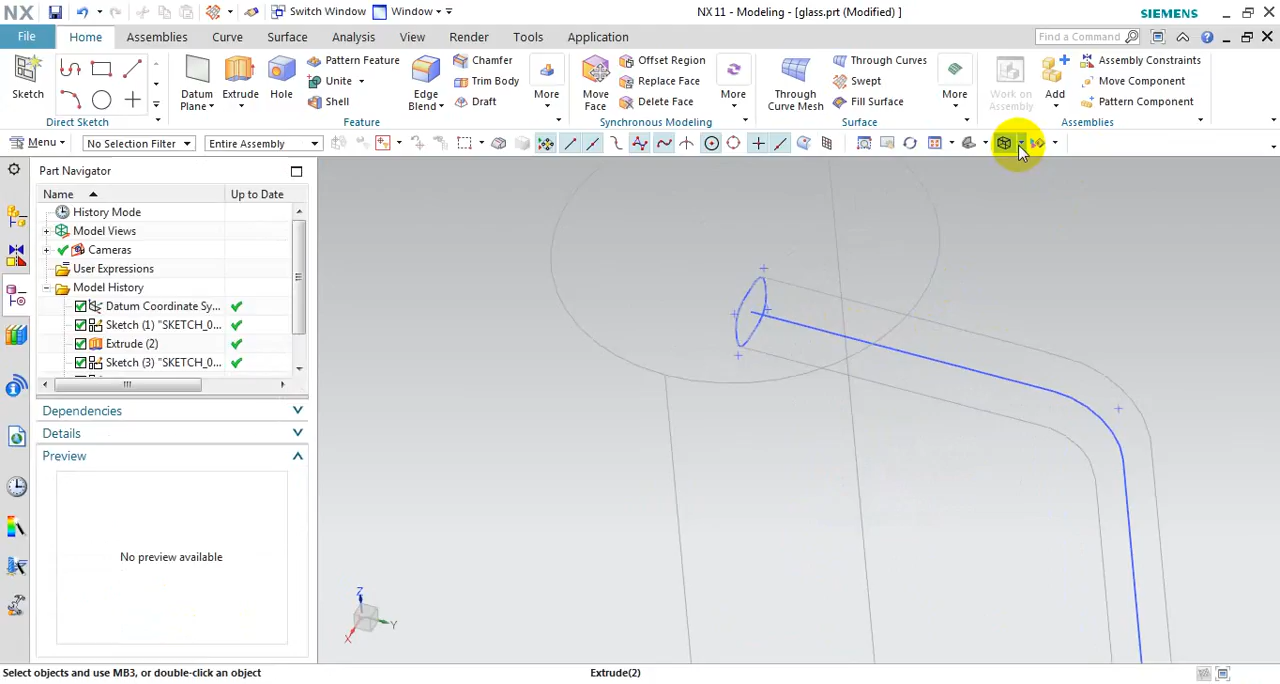 NX
Switch Window
Window
NX 11 - Modeling - [glass.prt (Modified) ]
SIEMENS
File
Home
Assemblies
Curve
Surface
Analysis
View
Render
Tools
Application
Find a Command
Sketch
Direct Sketch
Datum
Plane
Extrude
Hole
Pattern Feature
Unite
Shell
Edge
Blend
Chamfer
Trim Body
Draft
More
Feature
Move
Face
Offset Region
Replace Face
Delete Face
More
Synchronous Modeling
Through
Curve Mesh
Through Curves
Swept
Fill Surface
More
Surface
Work on
Assembly
Add
Assembly Constraints
Move Component
Pattern Component
Assemblies
Menu
No Selection Filter
Entire Assembly
Part Navigator
Name
Up to Date
History Mode
Model Views
Cameras
User Expressions
Model History
Datum Coordinate Sy...
Sketch (1) "SKETCH_0...
Extrude (2)
Sketch (3) "SKETCH_0...
Dependencies
Details
Preview
No preview available
Z
Y
X
Select objects and use MB3, or double-click an object
Extrude(2)